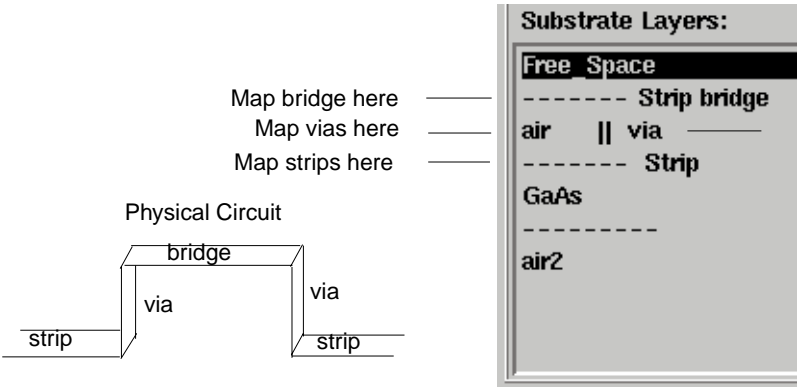 Substrate Layers:
Free_Space
Map bridge here
------- Strip bridge
Map vias here
air || via
Map strips here
------- Strip
GaAs
---------
air2
Physical Circuit
bridge
via
via
strip
strip